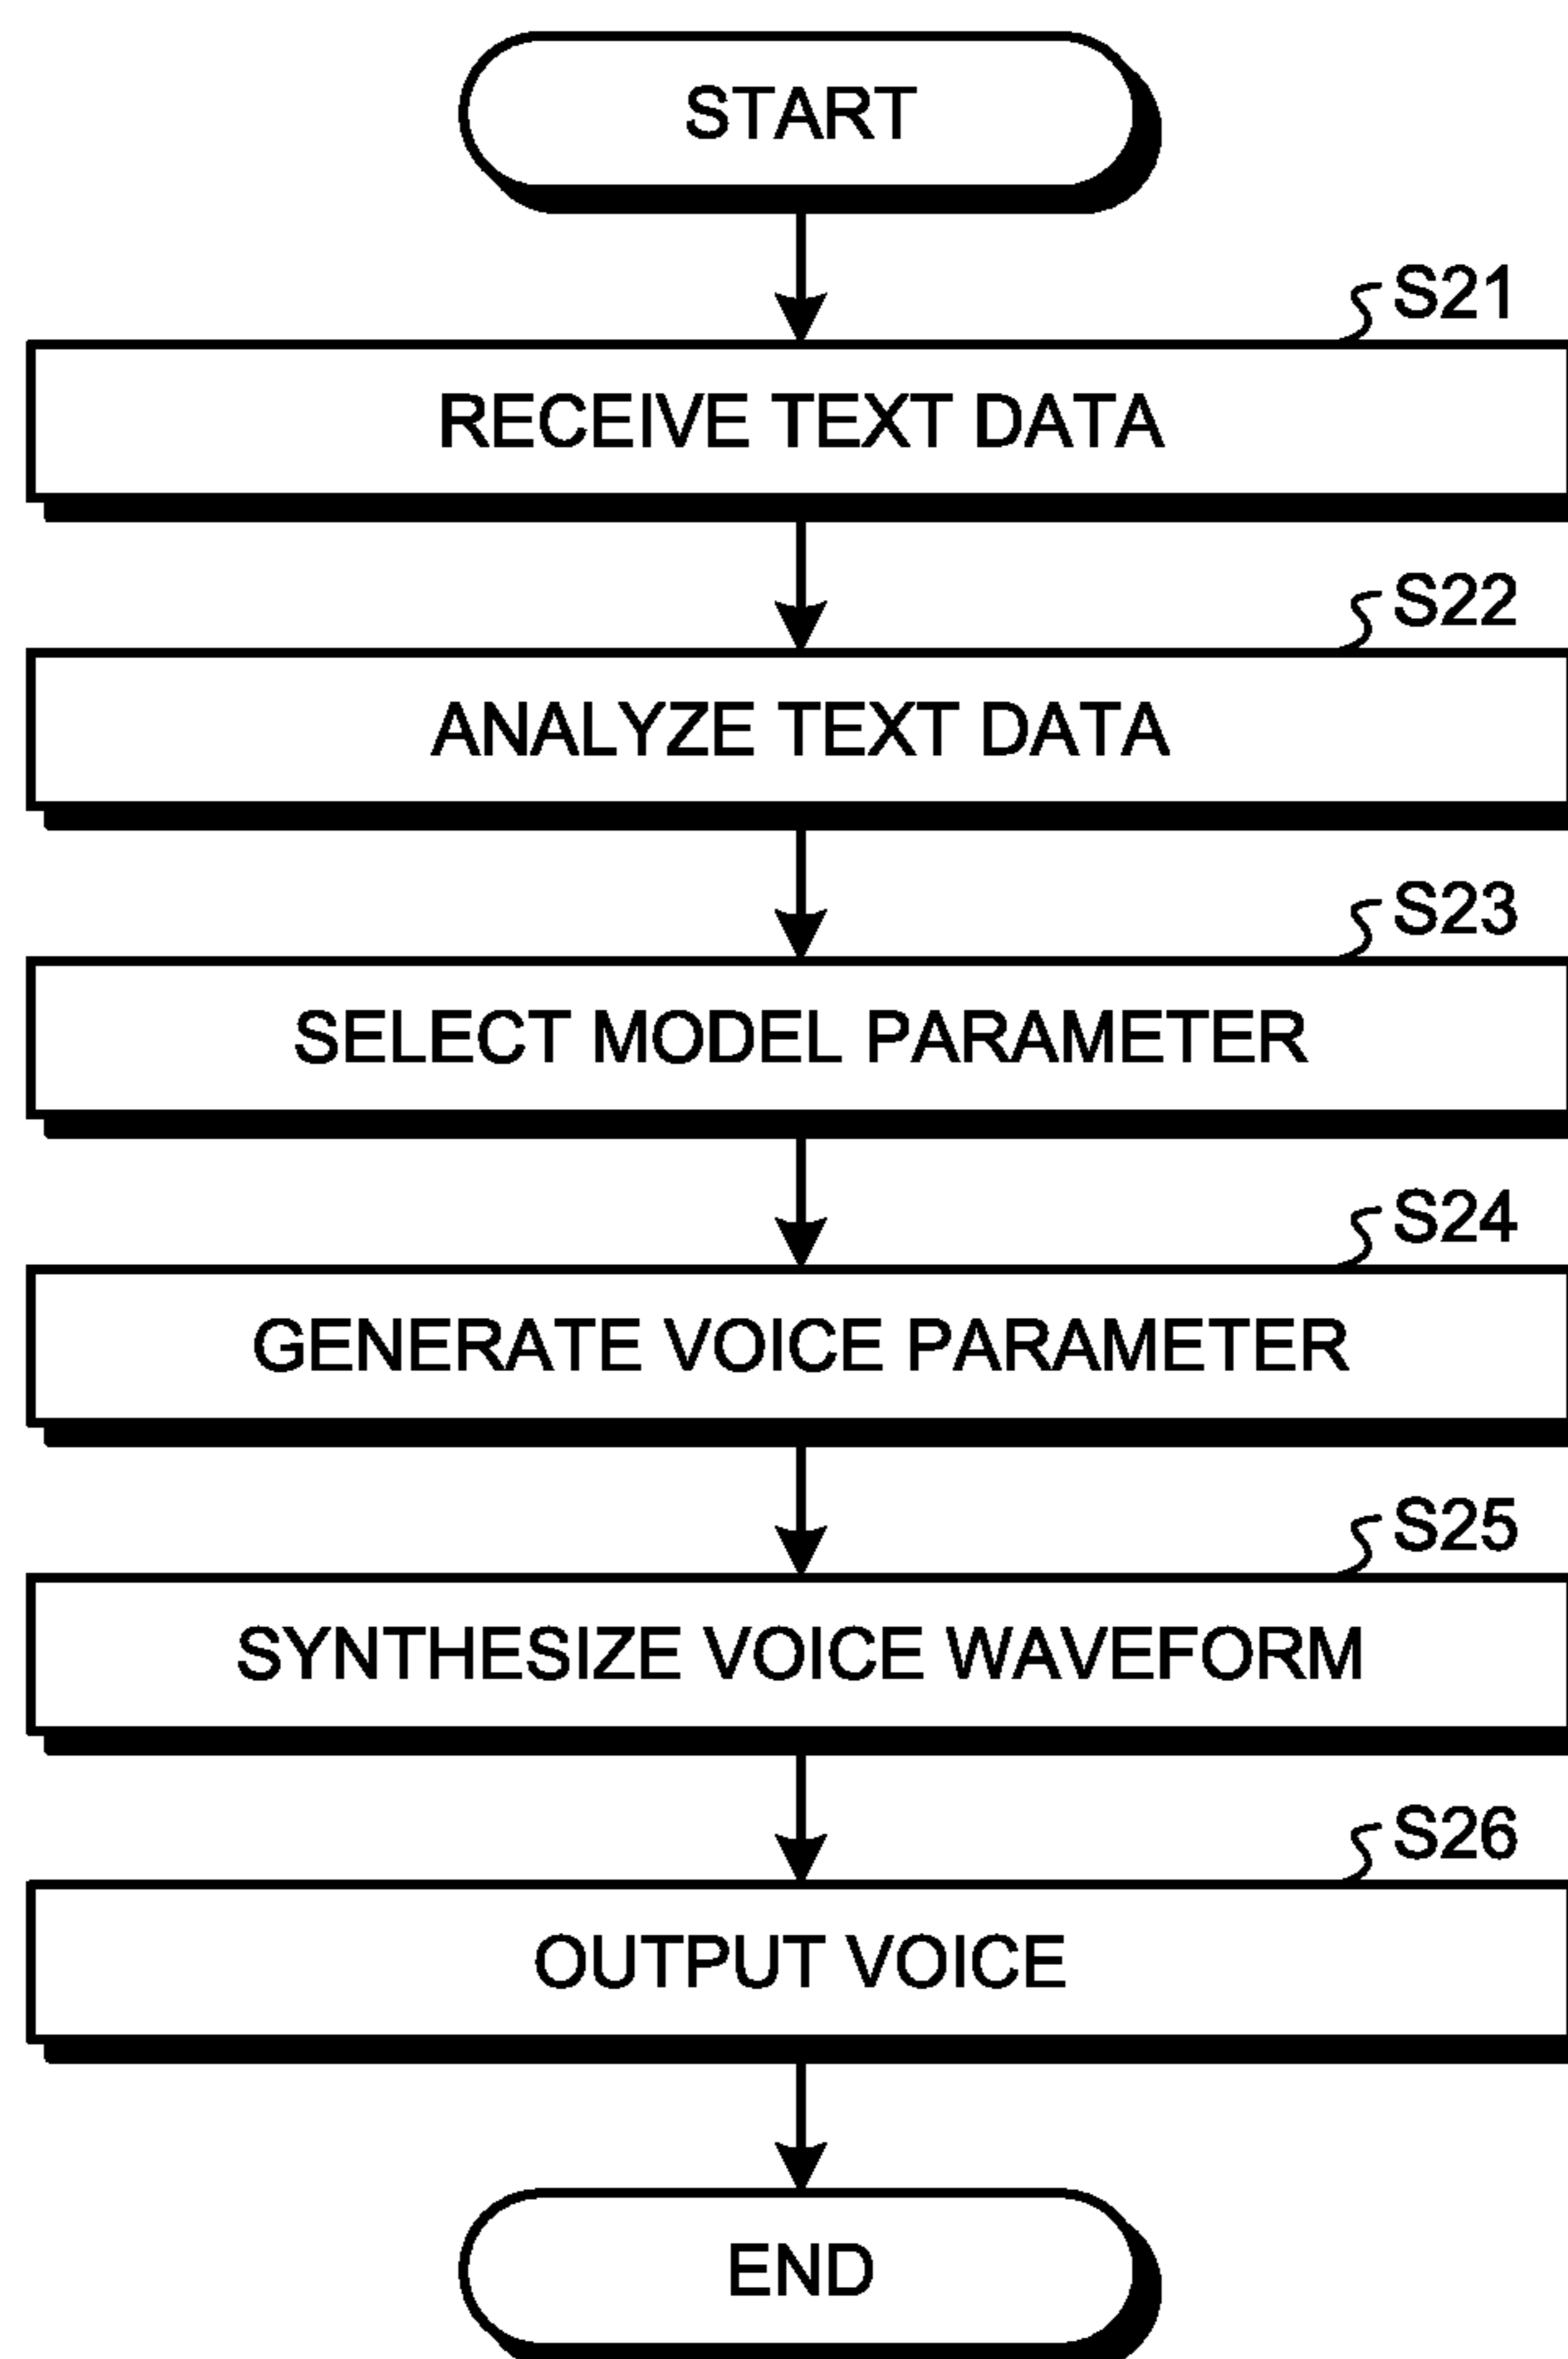 START
S21
RECEIVE TEXT DATA
S22
ANALYZE TEXT DATA
S23
SELECT MODEL PARAMETER
S24
GENERATE VOICE PARAMETER
S25
SYNTHESIZE VOICE WAVEFORM
S26
OUTPUT VOICE
END